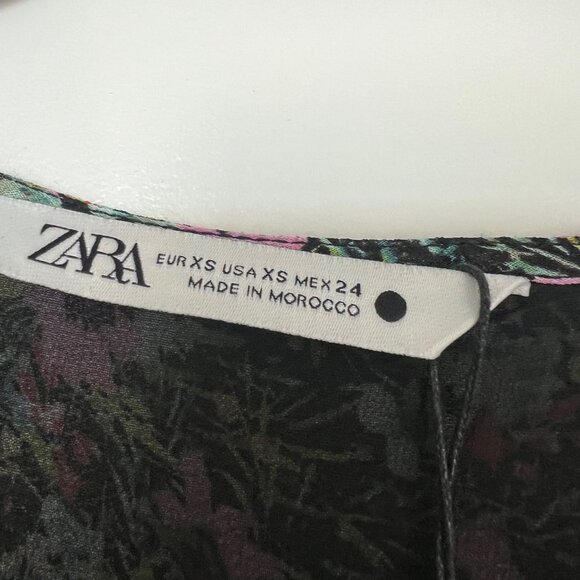 ZARA
EUR XS USA XS MEX 24
MADE IN MOROCCO